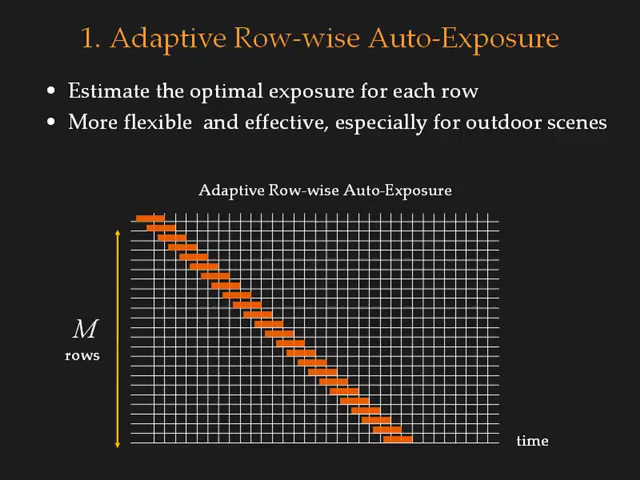 1. Adaptive Row-wise Auto-Exposure
• Estimate the optimal exposure for each row
• More flexible and effective, especially for outdoor scenes
Adaptive Row-wise Auto-Exposure
M
rows
time